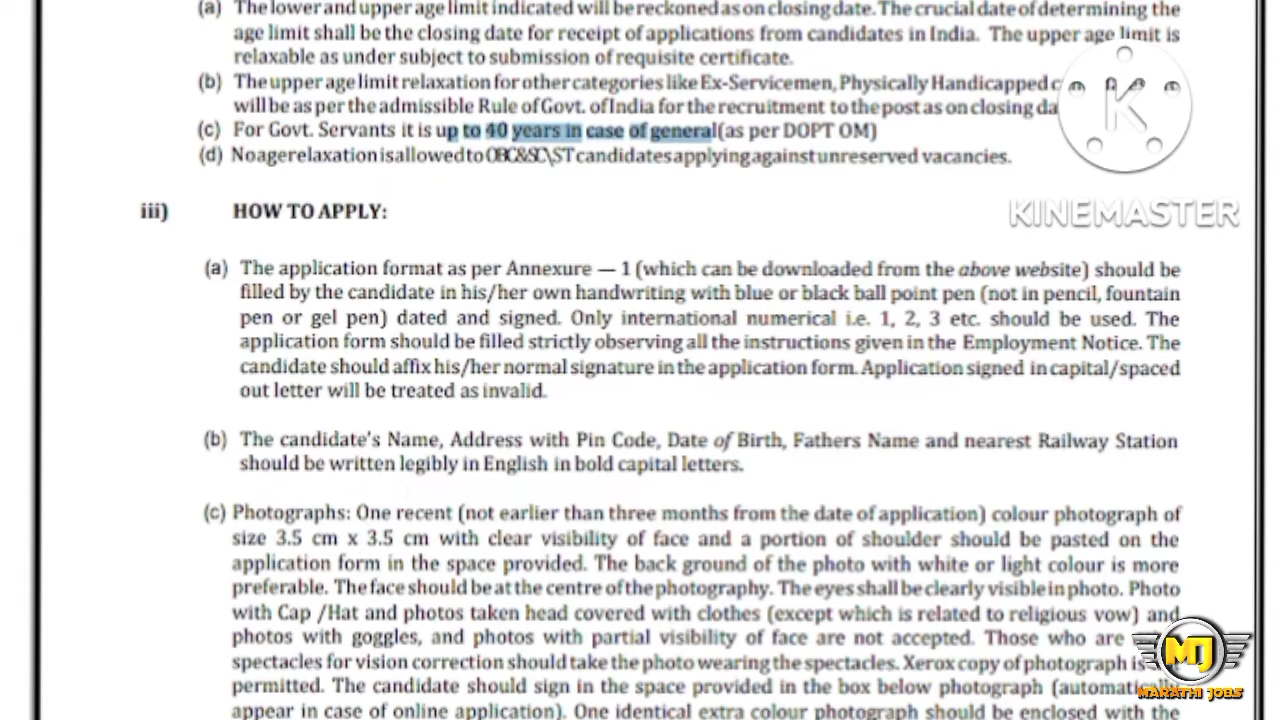 (a) The lower and upper age limit indicated will be reckoned as on closing date. The crucial date of determining the
age limit shall be the closing date for receipt of applications from candidates in India. The upper age limit is
relaxable as under subject to submission of requisite certificate.
(b) The upper age limit relaxation for other categories like Ex-Servicemen, Physically Handicapped
will be as per the admissible Rule of Govt. of India for the recruitment to the post as on closing
(c) For Govt. Servants it is up to 40 years in case of general(as per DOPT OM)
(d) No age relaxation is allowed to OBC&SC\ST candidates applying against unreserved vacancies.
K
KINEMASTER
iii) HOW TO APPLY:
(a) The application format as per Annexure — 1 (which can be downloaded from the above website) should be
filled by the candidate in his/her own handwriting with blue or black ball point pen (not in pencil, fountain
pen or gel pen) dated and signed. Only international numerical i.e. 1, 2, 3 etc. should be used. The
application form should be filled strictly observing all the instructions given in the Employment Notice. The
candidate should affix his/her normal signature in the application form. Application signed in capital/spaced
out letter will be treated as invalid.
(b) The candidate's Name, Address with Pin Code, Date of Birth, Fathers Name and nearest Railway Station
should be written legibly in English in bold capital letters.
(c) Photographs: One recent (not earlier than three months from the date of application) colour photograph of
size 3.5 cm x 3.5 cm with clear visibility of face and a portion of shoulder should be pasted on the
application form in the space provided. The back ground of the photo with white or light colour is more
preferable. The face should be at the centre of the photography. The eyes shall be clearly visible in photo. Photo
with Cap /Hat and photos taken head covered with clothes (except which is related to religious vow) and
photos with goggles, and photos with partial visibility of face are not accepted. Those who are
spectacles for vision correction should take the photo wearing the spectacles. Xerox copy of photograph is
permitted. The candidate should sign in the space provided in the box below photograph (automatically
appear in case of online application). One identical extra colour photograph should be enclosed with the
MJ
MARATHI JOBS